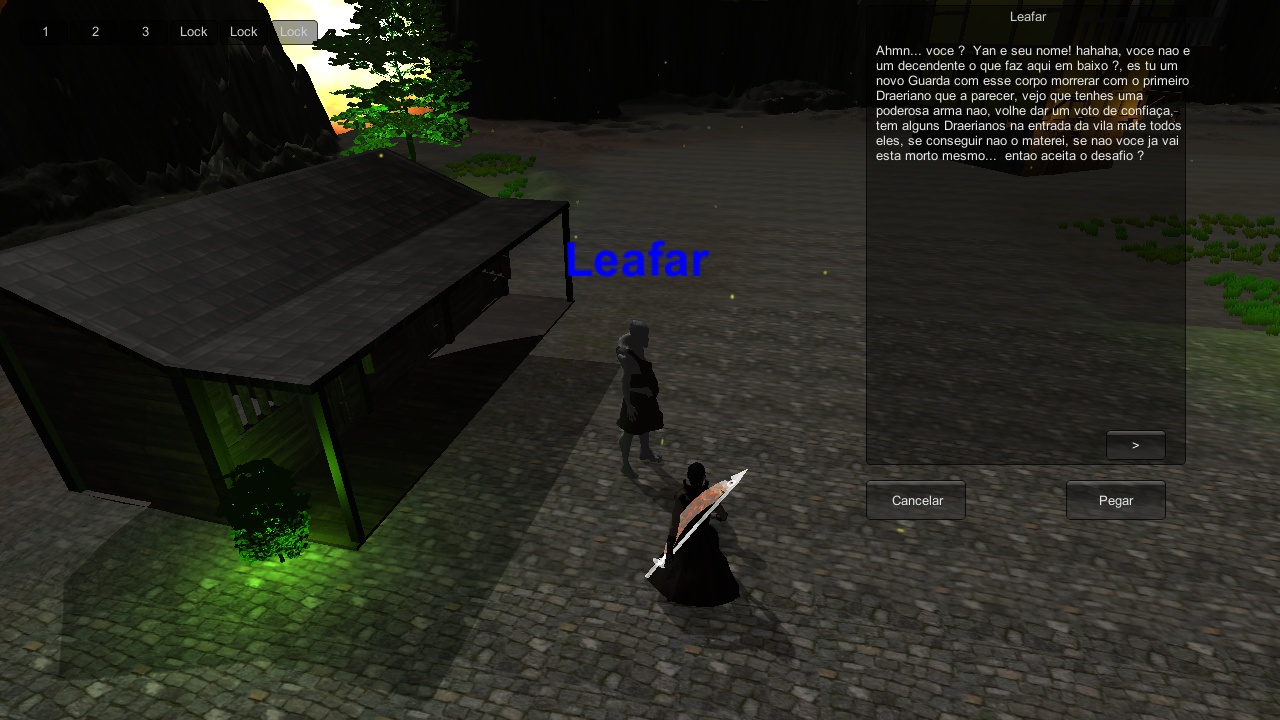 1 2 3 Lock Lock Lock
Leafar
Ahmn... voce ?  Yan e seu nome! hahaha, voce nao e
um decendente o que faz aqui em baixo ?, es tu um
novo Guarda com esse corpo morrerar com o primeiro
Draeriano que a parecer, vejo que tenhes uma
poderosa arma nao, volhe dar um voto de confiaça,
tem alguns Draerianos na entrada da vila mate todos
eles, se conseguir nao o materei, se nao voce ja vai
esta morto mesmo...  entao aceita o desafio ?
Leafar
>
Cancelar
Pegar